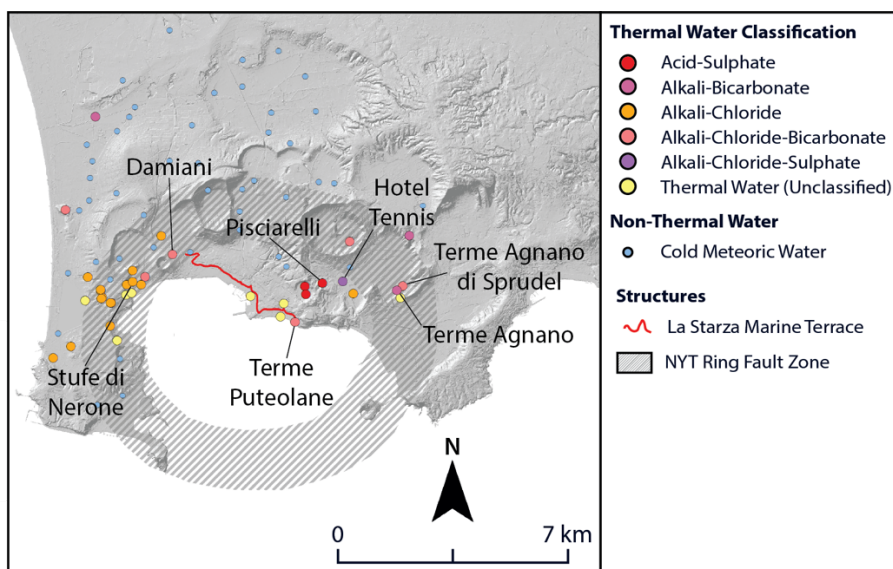 Damiani
Pisciarelli
Hotel
Tennis
Terme Agnano
di Sprudel
Terme Agnano
Terme
Puteolane
Stufe di
Nerone
N
0
7 km
Thermal Water Classification
Acid-Sulphate
Alkali-Bicarbonate
Alkali-Chloride
Alkali-Chloride-Bicarbonate
Alkali-Chloride-Sulphate
Thermal Water (Unclassified)
Non-Thermal Water
Cold Meteoric Water
Structures
La Starza Marine Terrace
NYT Ring Fault Zone